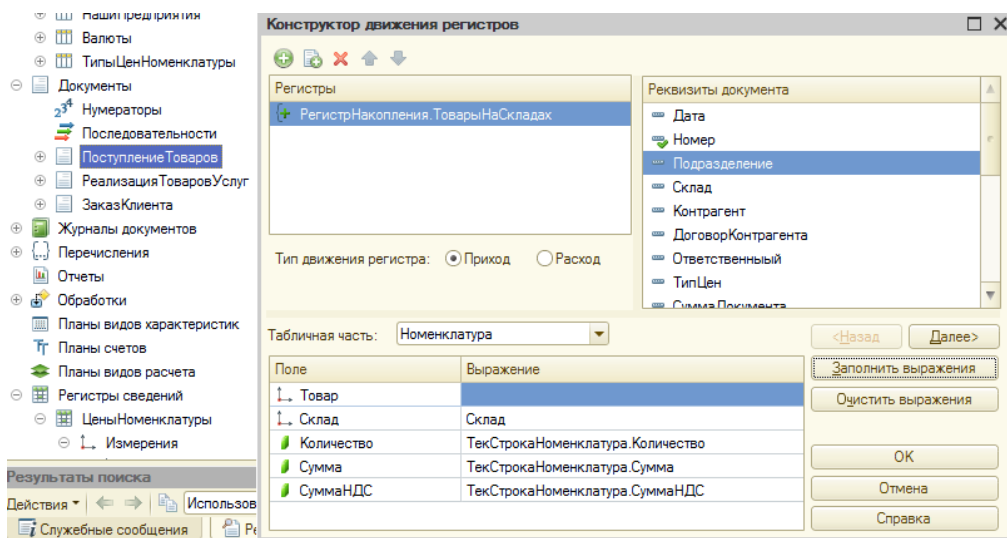 НашиПредприятия
Валюты
ТипыЦенНоменклатуры
Документы
Нумераторы
Последовательности
ПоступлениеТоваров
РеализацияТоваровУслуг
ЗаказКлиента
Журналы документов
Перечисления
Отчеты
Обработки
Планы видов характеристик
Планы счетов
Планы видов расчета
Регистры сведений
ЦеныНоменклатуры
Измерения
Результаты поиска
Действия
Использов
Служебные сообщения
Ре
Конструктор движения регистров
Регистры
РегистрНакопления.ТоварыНаСкладах
Реквизиты документа
Дата
Номер
Подразделение
Склад
Контрагент
ДоговорКонтрагента
Ответственныый
ТипЦен
СуммаДокумента
Тип движения регистра: Приход Расход
Табличная часть: Номенклатура
<Назад Далее>
Поле Выражение
Товар
Склад Склад
Количество ТекСтрокаНоменклатура.Количество
Сумма ТекСтрокаНоменклатура.Сумма
СуммаНДС ТекСтрокаНоменклатура.СуммаНДС
Заполнить выражения
Очистить выражения
OK
Отмена
Справка